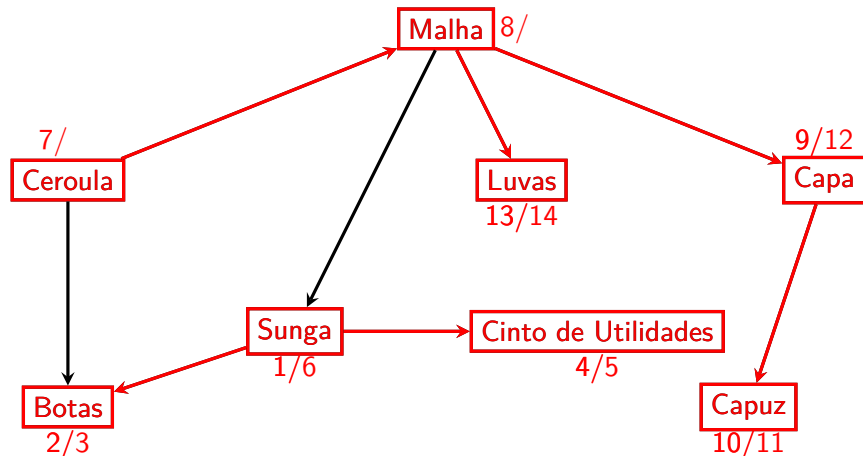 Malha 8/
7/
Ceroula
Luvas
13/14
9/12
Capa
Sunga
1/6
Cinto de Utilidades
4/5
Botas
2/3
Capuz
10/11